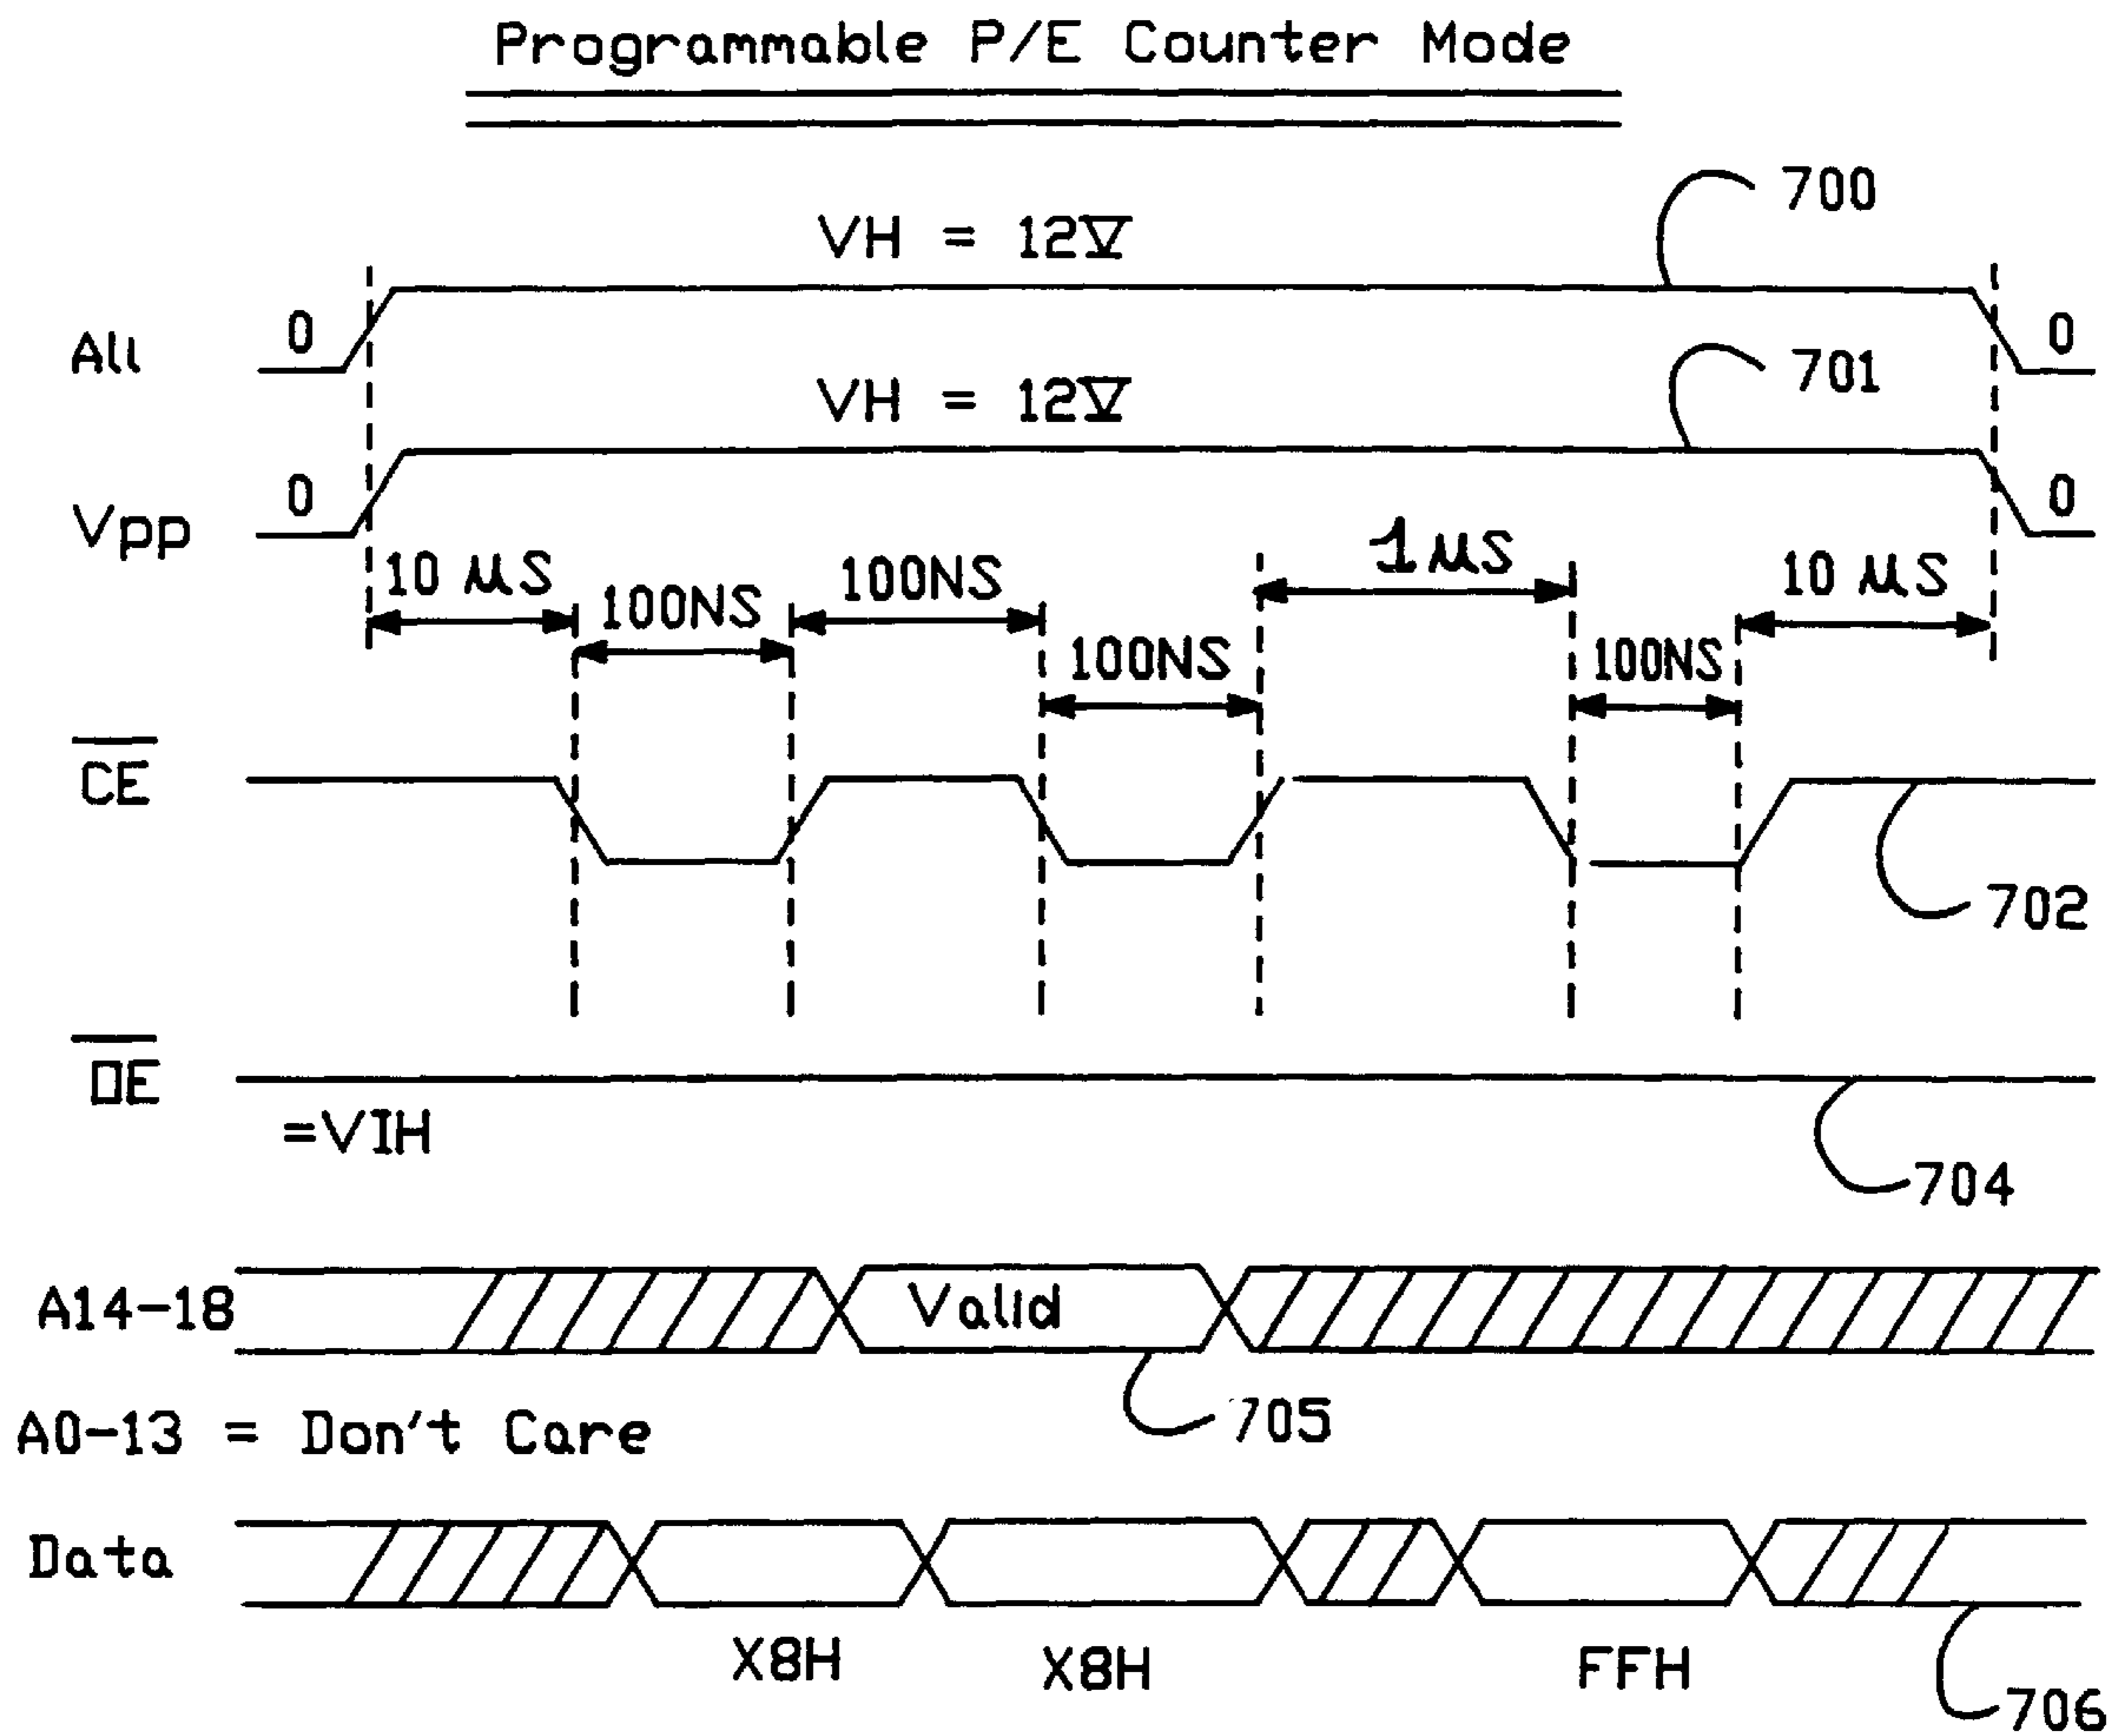 Programmable P/E Counter Mode
700
VH = 12V
All
0
0
701
VH = 12V
Vpp
0
0
10 µS
100NS
100NS
100NS
1 µS
100NS
10 µS
CE
702
OE
=VIH
704
A14-18
Valid
705
A0-13 = Don't Care
Data
X8H
X8H
FFH
706